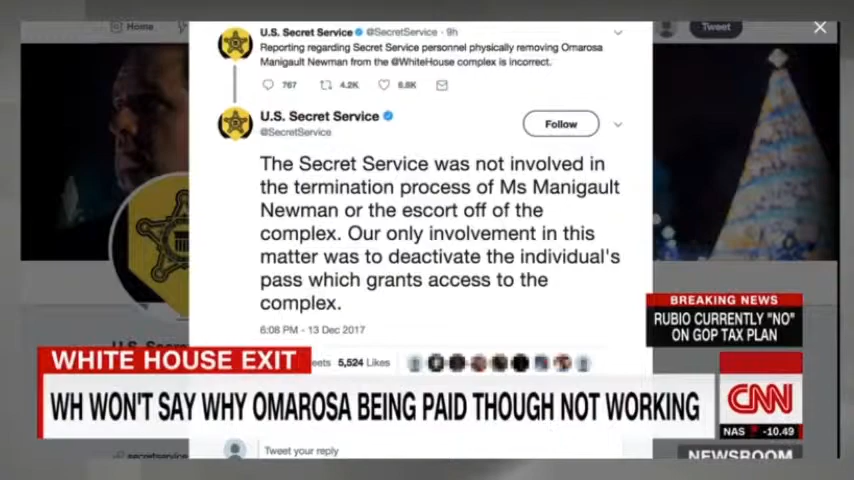 Home
Tweet
U.S. Secret Service @SecretService · 9h
Reporting regarding Secret Service personnel physically removing Omarosa
Manigault Newman from the @WhiteHouse complex is incorrect.
767 4.2K 8.8K
U.S. Secret Service
@SecretService
Follow
The Secret Service was not involved in
the termination process of Ms Manigault
Newman or the escort off of the
complex. Our only involvement in this
matter was to deactivate the individual's
pass which grants access to the
complex.
6:08 PM - 13 Dec 2017
5,524 Likes
BREAKING NEWS
RUBIO CURRENTLY "NO"
ON GOP TAX PLAN
WHITE HOUSE EXIT
WH WON'T SAY WHY OMAROSA BEING PAID THOUGH NOT WORKING
CNN
NAS -10.49
NEWSROOM
Tweet your reply
secretservice